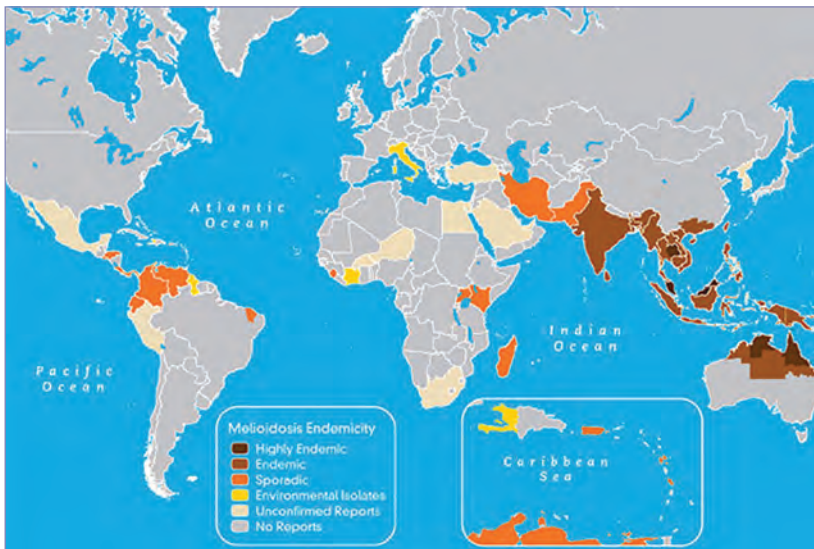 Atlantic
Ocean
Pacific
Ocean
Indian
Ocean
Melioidosis Endemicity
Highly Endemic
Endemic
Sporadic
Environmental Isolates
Unconfirmed Reports
No Reports
Caribbean
Sea